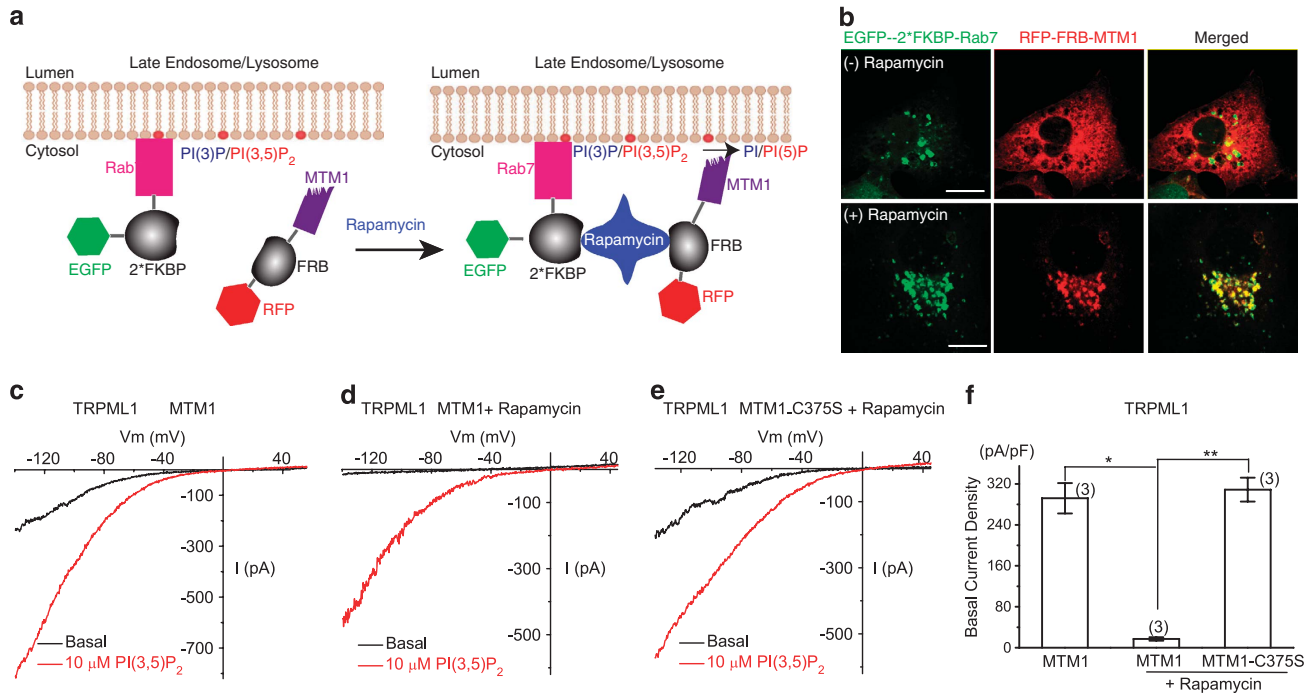 a
Late Endosome/Lysosome
Lumen
Cytosol
Rab7
PI(3)P/PI(3,5)P2
MTM1
EGFP
2*FKBP
FRB
RFP
Rapamycin
Late Endosome/Lysosome
Lumen
Cytosol
Rab7
PI(3)P/PI(3,5)P2
PI/PI(5)P
MTM1
EGFP
2*FKBP
Rapamycin
FRB
RFP
b
EGFP--2*FKBP-Rab7 RFP-FRB-MTM1 Merged
(-) Rapamycin
(+) Rapamycin
c
TRPML1 MTM1
Vm (mV)
-120 -80 -40 40
-100
-300
-500
-700
I (pA)
Basal
10 μM PI(3,5)P2
d
TRPML1 MTM1+ Rapamycin
Vm (mV)
-120 -80 -40 40
-100
-300
-500
I (pA)
Basal
10 μM PI(3,5)P2
e
TRPML1 MTM1-C375S + Rapamycin
Vm (mV)
-120 -80 -40 40
-100
-300
-500
I (pA)
Basal
10 μM PI(3,5)P2
f
TRPML1
(pA/pF)
Basal Current Density
320
240
160
80
0
* **
(3) (3) (3)
MTM1 MTM1 MTM1-C375S
+ Rapamycin